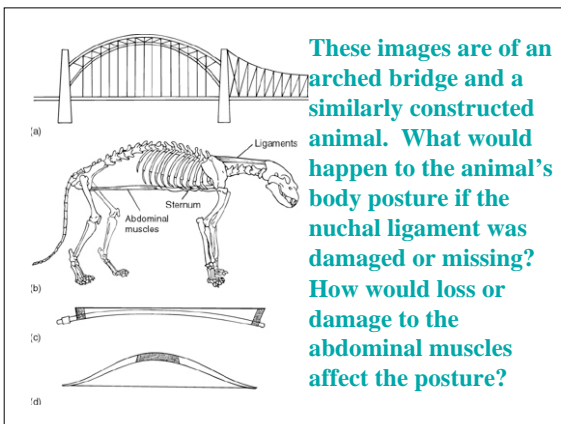 These images are of an
arched bridge and a
similarly constructed
animal. What would
happen to the animal's
body posture if the
nuchal ligament was
damaged or missing?
How would loss or
damage to the
abdominal muscles
affect the posture?
(a)
Ligaments
Sternum
Abdominal
muscles
(b)
(c)
(d)